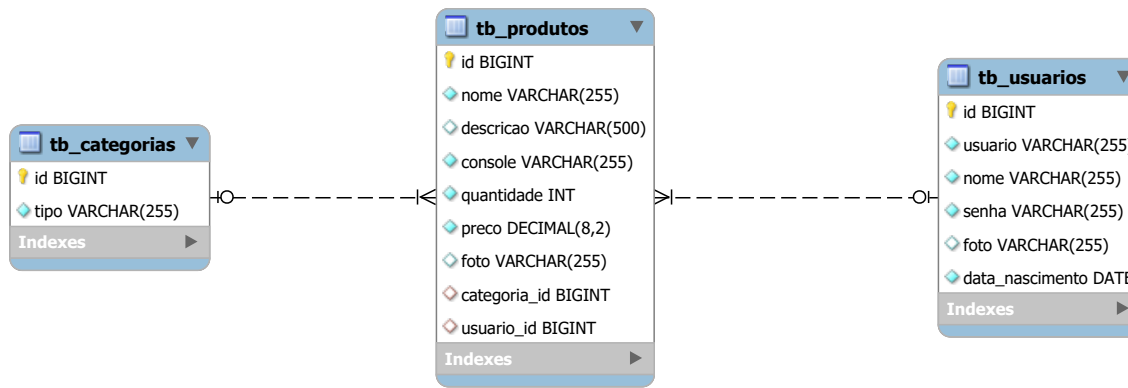 tb_categorias
id BIGINT
tipo VARCHAR(255)
Indexes
tb_produtos
id BIGINT
nome VARCHAR(255)
descricao VARCHAR(500)
console VARCHAR(255)
quantidade INT
preco DECIMAL(8,2)
foto VARCHAR(255)
categoria_id BIGINT
usuario_id BIGINT
Indexes
tb_usuarios
id BIGINT
usuario VARCHAR(255)
nome VARCHAR(255)
senha VARCHAR(255)
foto VARCHAR(255)
data_nascimento DATE
Indexes